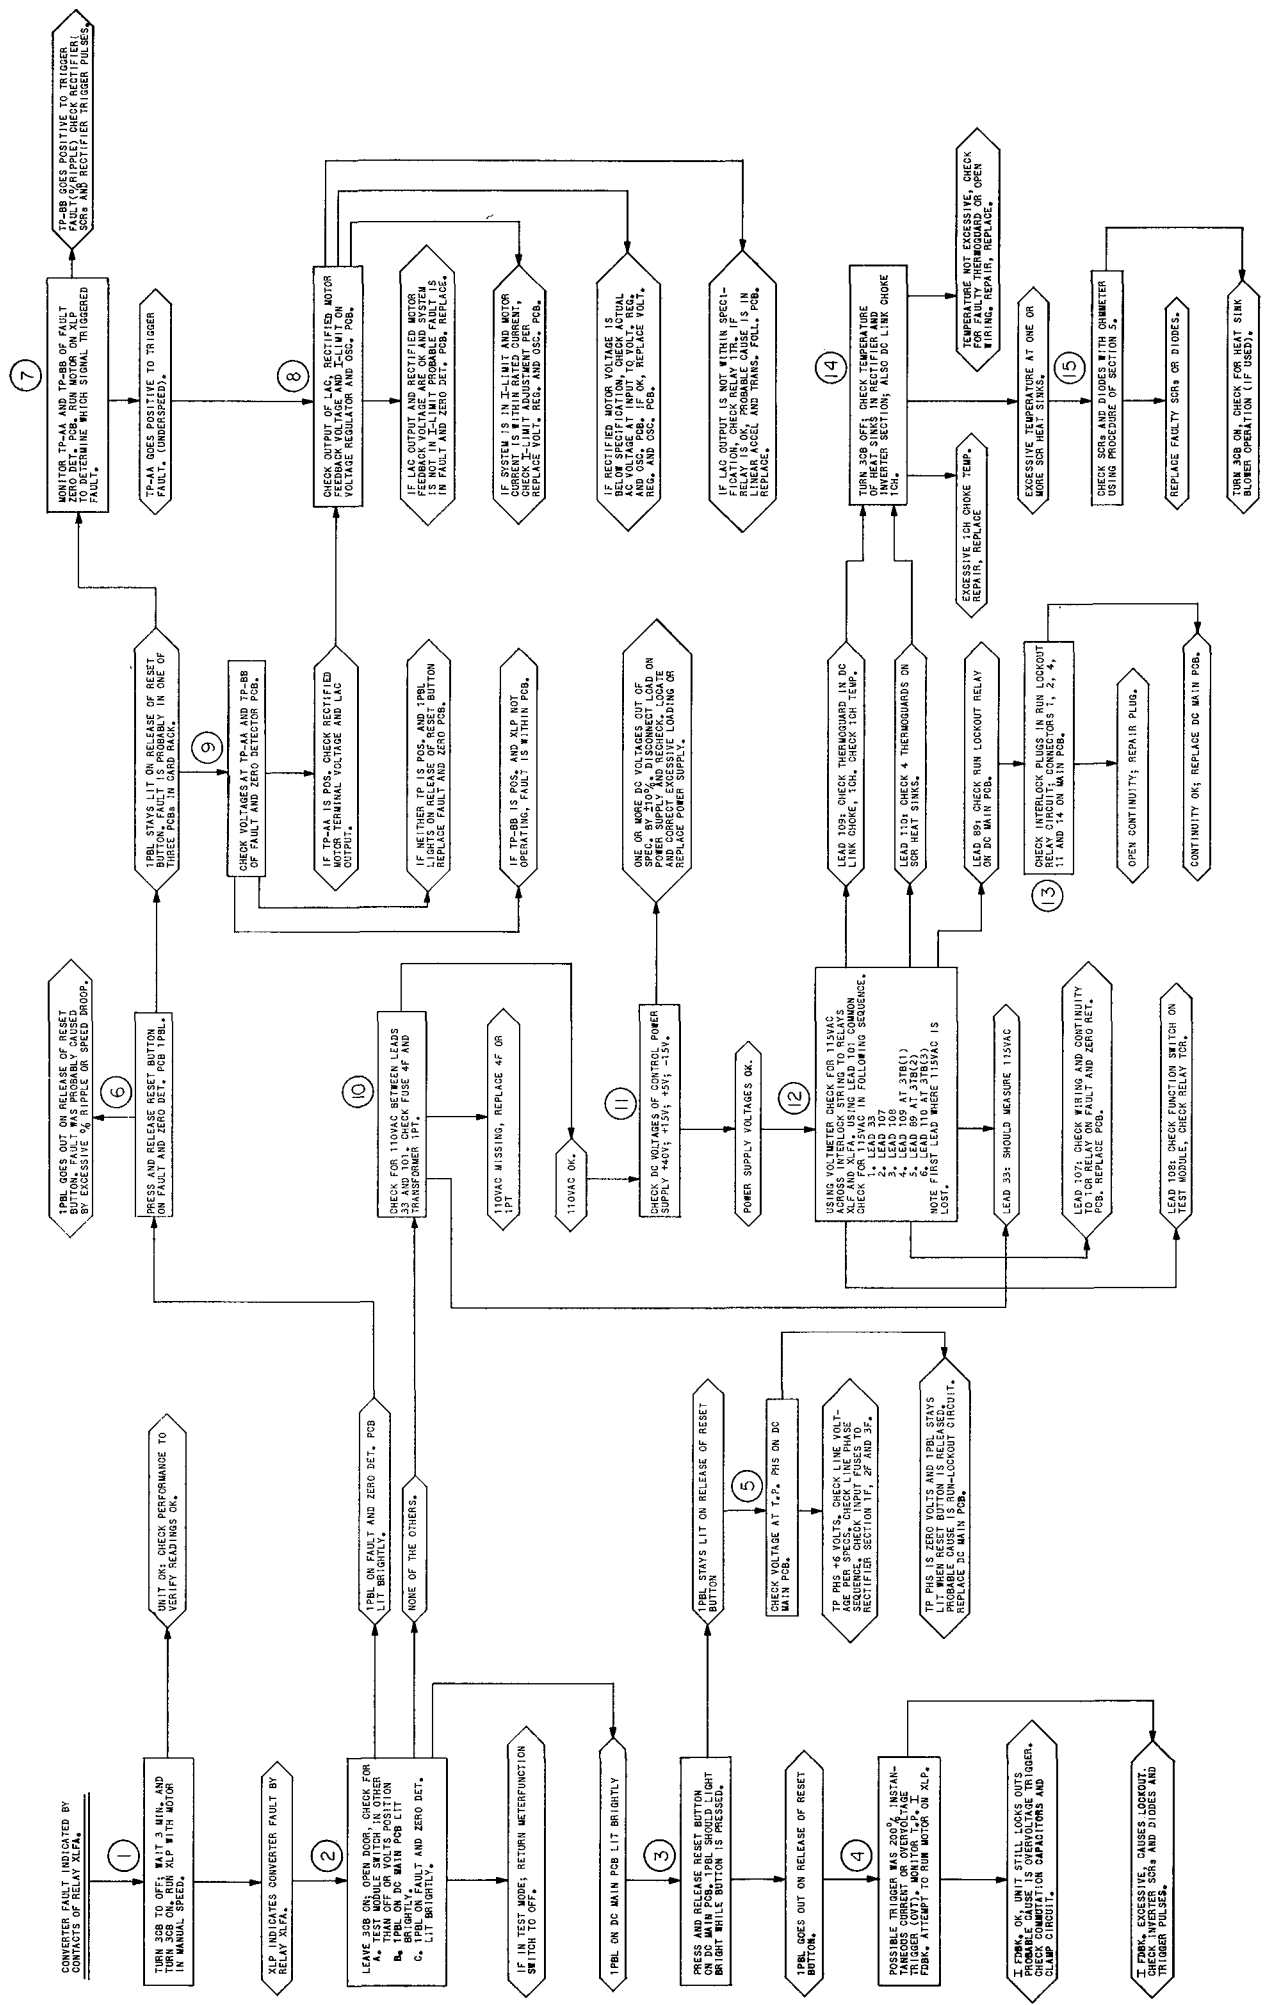 CONVERTER FAULT INDICATED BY
CONTACTS OF RELAY XLFA.
1
TURN 3CB TO OFF; WAIT 3 MIN. AND
TURN 3CB ON. RUN XLP WITH MOTOR
IN MANUAL SPEED.
UNIT OK: CHECK PERFORMANCE TO
VERIFY READINGS OK.
XLP INDICATES CONVERTER FAULT BY
RELAY XLFA.
2
LEAVE 3CB ON; OPEN DOOR, CHECK FOR
A. TEST MODULE SWITCH IN OTHER
THAN OFF OR VOLTS POSITION
B. 1PBL ON DC MAIN PCB LIT
BRIGHTLY.
C. 1PBL ON FAULT AND ZERO DET.
LIT BRIGHTLY.
1PBL ON FAULT AND ZERO DET. PCB
LIT BRIGHTLY.
NONE OF THE OTHERS.
IF IN TEST MODE; RETURN METERFUNCTION
SWITCH TO OFF.
1PBL ON DC MAIN PCB LIT BRIGHTLY
3
PRESS AND RELEASE RESET BUTTON
ON DC MAIN PCB. 1PBL SHOULD LIGHT
BRIGHT WHILE BUTTON IS PRESSED.
1PBL STAYS LIT ON RELEASE OF RESET
BUTTON
1PBL GOES OUT ON RELEASE OF RESET
BUTTON.
4
POSSIBLE TRIGGER WAS 200% INSTAN-
TANEOUS CURRENT OR OVERVOLTAGE
TRIGGER (OVT). MONITOR T.P. I
FDBK. ATTEMPT TO RUN MOTOR ON XLP.
I FDBK. OK, UNIT STILL LOCKS OUT:
PROBABLE CAUSE IS OVERVOLTAGE TRIGGER.
CHECK COMMUTATION CAPACITORS AND
CLAMP CIRCUIT.
I FDBK. EXCESSIVE, CAUSES LOCKOUT.
CHECK INVERTER SCRs AND DIODES AND
TRIGGER PULSES.
5
CHECK VOLTAGE AT T.P. PHS ON DC
MAIN PCB.
TP PHS +6 VOLTS. CHECK LINE VOLT-
AGE PER SPECS. CHECK LINE PHASE
SEQUENCE. CHECK INPUT FUSES TO
RECTIFIER SECTION 1F, 2F AND 3F.
TP PHS IS ZERO VOLTS AND 1PBL STAYS
LIT WHEN RESET BUTTON IS RELEASED.
PROBABLE CAUSE IS RUN-LOCKOUT CIRCUIT.
REPLACE DC MAIN PCB.
6
PRESS AND RELEASE RESET BUTTON
ON FAULT AND ZERO DET. PCB 1PBL.
1PBL GOES OUT ON RELEASE OF RESET
BUTTON. FAULT WAS PROBABLY CAUSED
BY EXCESSIVE % RIPPLE OR SPEED DROOP.
1PBL STAYS LIT ON RELEASE OF RESET
BUTTON. FAULT IS PROBABLY IN ONE OF
THREE PCBs IN CARD RACK.
7
MONITOR TP-AA AND TP-BB OF FAULT
ZERO DET. PCB. RUN MOTOR ON XLP
TO DETERMINE WHICH SIGNAL TRIGGERED
FAULT.
TP-BB GOES POSITIVE TO TRIGGER
FAULT(%RIPPLE) CHECK RECTIFIER(
SCRs AND RECTIFIER TRIGGER PULSES.
TP-AA GOES POSITIVE TO TRIGGER
FAULT. (UNDERSPEED).
8
CHECK OUTPUT OF LAC, RECTIFIED MOTOR
FEEDBACK VOLTAGE AND I-LIMIT ON
VOLTAGE REGULATOR AND OSC. PCB.
IF LAC OUTPUT AND RECTIFIED MOTOR
FEEDBACK VOLTAGE ARE OK AND SYSTEM
IS NOT IN I-LIMIT PROBABLE FAULT IS
IN FAULT AND ZERO DET. PCB. REPLACE.
IF SYSTEM IS IN I-LIMIT AND MOTOR
CURRENT IS WITHIN RATED CURRENT,
CHECK I-LIMIT ADJUSTMENT PER
REPLACE VOLT. REG. AND OSC. PCB.
IF RECTIFIED MOTOR VOLTAGE IS
BELOW SPECIFICATION, CHECK ACTUAL
AC VOLTAGE AT INPUT TO VOLT. REG.
AND OSC. PCB. IF OK, REPLACE VOLT.
REG. AND OSC. PCB.
IF LAC OUTPUT IS NOT WITHIN SPECI-
FICATION, CHECK RELAY 1TR. IF
RELAY IS OK, PROBABLE CAUSE IS IN
LINEAR ACCEL AND TRANS. FOLL. PCB.
REPLACE.
9
CHECK VOLTAGES AT TP-AA AND TP-BB
OF FAULT AND ZERO DETECTOR PCB.
IF TP-AA IS POS. CHECK RECTIFIED
MOTOR TERMINAL VOLTAGE AND LAC
OUTPUT.
IF NEITHER TP IS POS. AND 1PBL
LIGHTS ON RELEASE OF RESET BUTTON
REPLACE FAULT AND ZERO PCB.
IF TP-BB IS POS. AND XLP NOT
OPERATING, FAULT IS WITHIN PCB.
10
CHECK FOR 110VAC BETWEEN LEADS
33 AND 101. CHECK FUSE 4F AND
TRANSFORMER 1PT.
110VAC MISSING, REPLACE 4F OR
1PT
110VAC OK.
11
CHECK DC VOLTAGES OF CONTROL POWER
SUPPLY +40V; +15V; +5V; -15V.
ONE OR MORE DC VOLTAGES OUT OF
SPEC. BY ±10%. DISCONNECT LOAD ON
POWER SUPPLY AND RECHECK. LOCATE
AND CORRECT EXCESSIVE LOADING OR
REPLACE POWER SUPPLY.
POWER SUPPLY VOLTAGES OK.
12
USING VOLTMETER CHECK FOR 115VAC
ACROSS INTERLOCK STRING TO RELAYS
XLF AND XLFA. USING LEAD 101 COMMON
CHECK FOR 115VAC IN FOLLOWING SEQUENCE.
1. LEAD 33
2. LEAD 107
3. LEAD 108
4. LEAD 109 AT 3TB(1)
5. LEAD 89 AT 3TB(2)
6. LEAD 110 AT 3TB(3)
NOTE FIRST LEAD WHERE 115VAC IS
LOST.
LEAD 33: SHOULD MEASURE 115VAC
LEAD 107: CHECK WIRING AND CONTINUITY
TO TCR RELAY ON FAULT AND ZERO RET.
PCB. REPLACE PCB.
LEAD 108: CHECK FUNCTION SWITCH ON
TEST MODULE, CHECK RELAY TCR.
LEAD 109: CHECK THERMOGUARD IN DC
LINK CHOKE, 1CH. CHECK 1CH TEMP.
LEAD 110: CHECK 4 THERMOGUARDS ON
SCR HEAT SINKS.
LEAD 89: CHECK RUN LOCKOUT RELAY
ON DC MAIN PCB.
13
CHECK INTERLOCK PLUGS IN RUN LOCKOUT
RELAY CIRCUIT; CONNECTORS 1, 2, 4,
11 AND 14 ON MAIN PCB.
OPEN CONTINUITY; REPAIR PLUG.
CONTINUITY OK; REPLACE DC MAIN PCB.
14
TURN 3CB OFF; CHECK TEMPERATURE
OF HEAT SINKS IN RECTIFIER AND
INVERTER SECTION; ALSO DC LINK CHOKE
1CH.
EXCESSIVE 1CH CHOKE TEMP.
REPAIR, REPLACE
TEMPERATURE NOT EXCESSIVE, CHECK
FOR FAULTY THERMOGUARD OR OPEN
WIRING. REPAIR, REPLACE.
EXCESSIVE TEMPERATURE AT ONE OR
MORE SCR HEAT SINKS.
15
CHECK SCRs AND DIODES WITH OHMMETER
USING PROCEDURE OF SECTION 5.
REPLACE FAULTY SCRs OR DIODES.
TURN 3CB ON, CHECK FOR HEAT SINK
BLOWER OPERATION (IF USED).